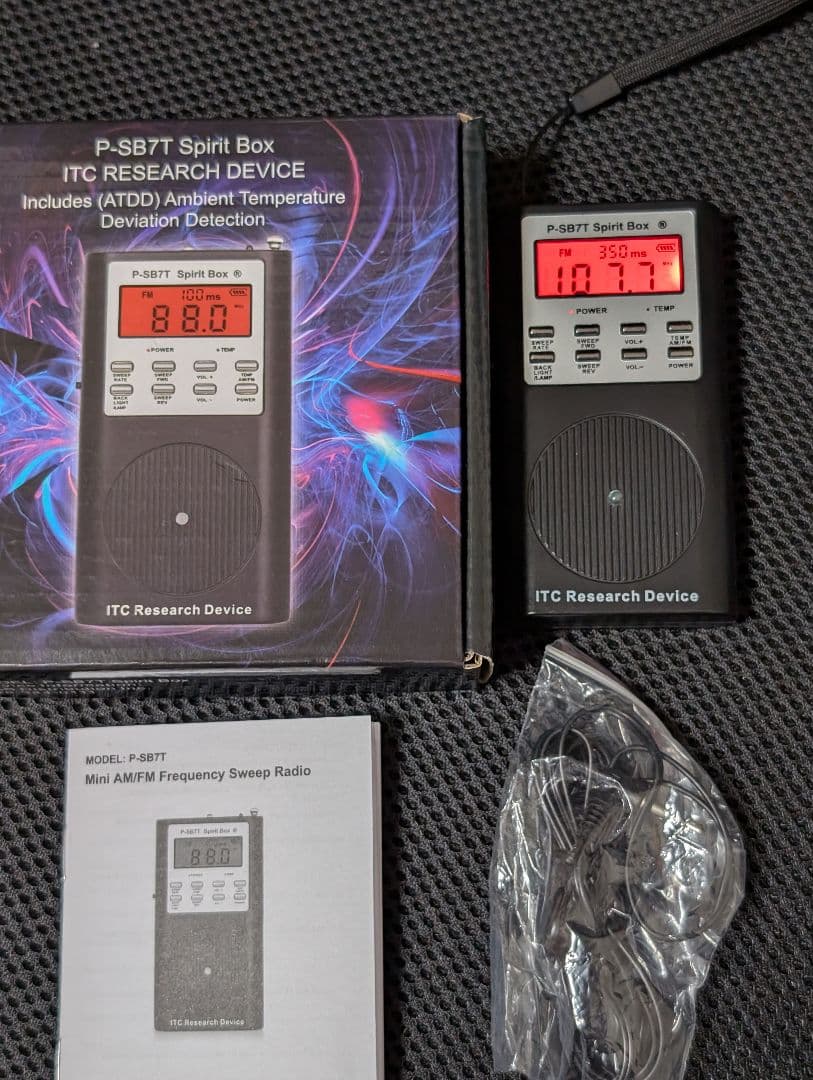 P-SB7T Spirit Box
ITC RESEARCH DEVICE
Includes (ATDD) Ambient Temperature
Deviation Detection
P-SB7T Spirit Box ®
FM 100 ms
88.0 MHz
POWER TEMP
SWEEP RATE
SWEEP FWD
VOL +
TEMP AM/FM
BACK LIGHT /LAMP
SWEEP REV
VOL -
POWER
ITC Research Device
P-SB7T Spirit Box ®
FM 350 ms
107.7 MHz
POWER TEMP
SWEEP RATE
SWEEP FWD
VOL+
TEMP AM/FM
BACK LIGHT /LAMP
SWEEP REV
VOL-
POWER
ITC Research Device
MODEL: P-SB7T
Mini AM/FM Frequency Sweep Radio
P-SB7T Spirit Box ®
88.0
ITC Research Device